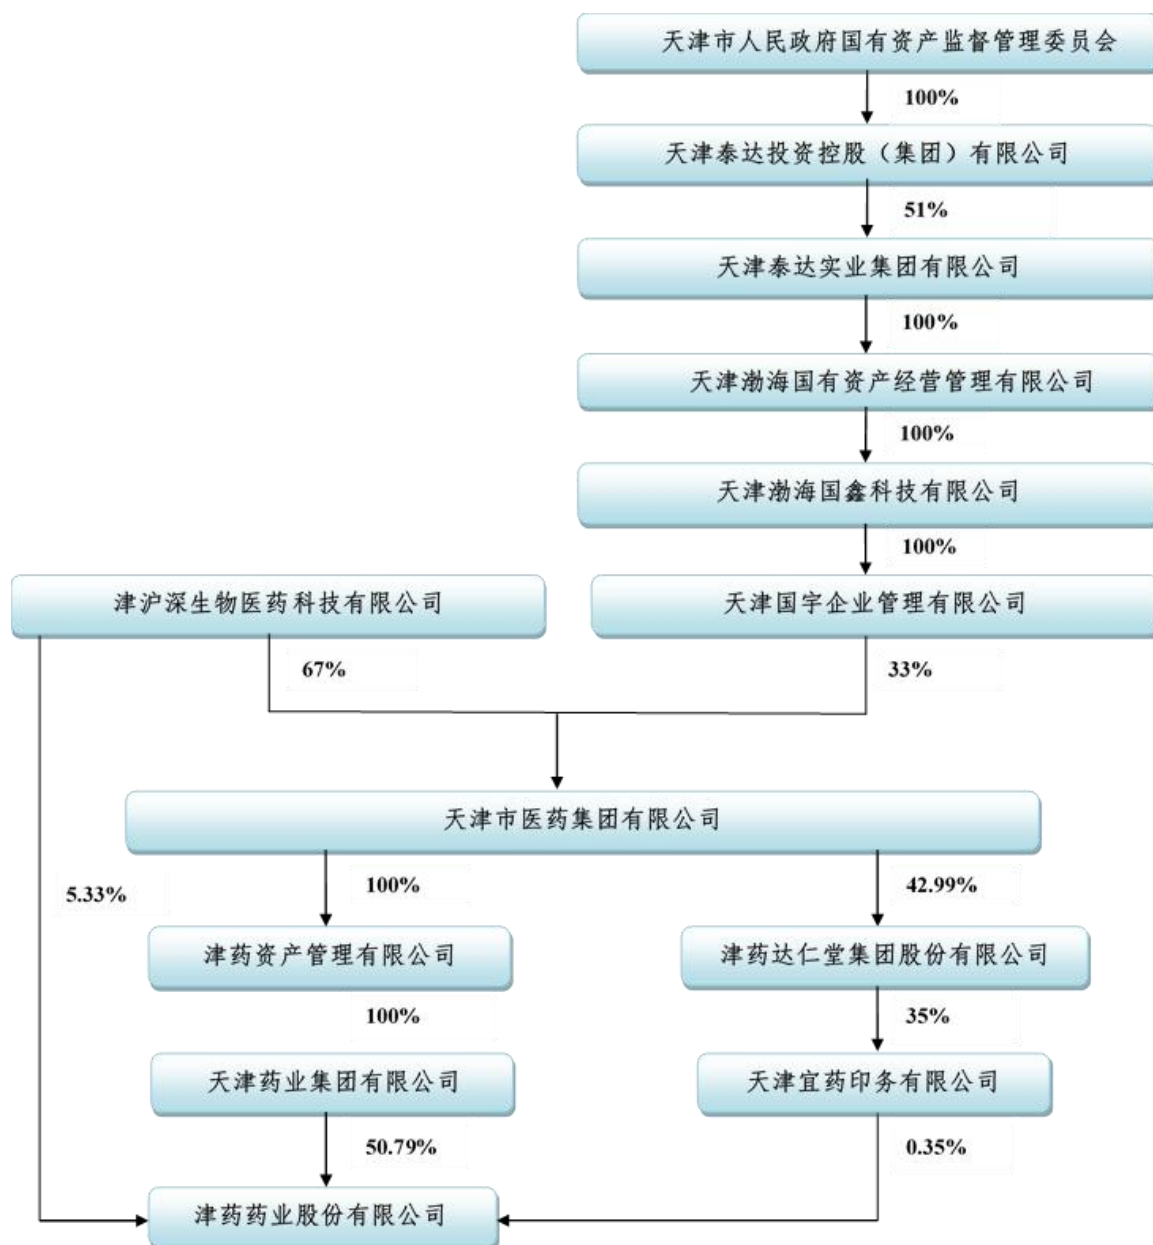 天津市人民政府国有资产监督管理委员会
100%
天津泰达投资控股（集团）有限公司
51%
天津泰达实业集团有限公司
100%
天津渤海国有资产经营管理有限公司
100%
天津渤海国鑫科技有限公司
100%
津沪深生物医药科技有限公司
天津国宇企业管理有限公司
67%
33%
天津市医药集团有限公司
5.33%
100%
42.99%
津药资产管理有限公司
津药达仁堂集团股份有限公司
100%
35%
天津药业集团有限公司
天津宜药印务有限公司
50.79%
0.35%
津药药业股份有限公司